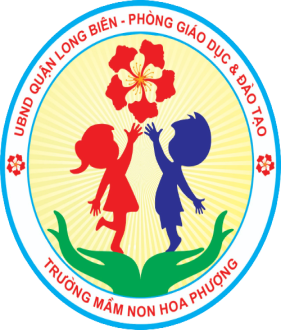 UBND QUẬN LONG BIÊN - PHÒNG GIÁO DỤC & ĐÀO TẠO
TRƯỜNG MẦM NON HOA PHƯỢNG